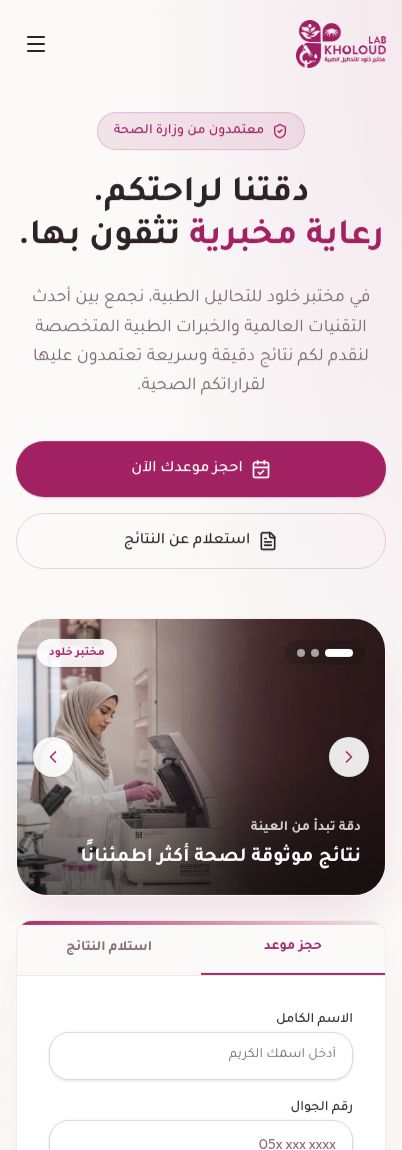 LAB
KHOLOUD
مختبر خلود للتحاليل الطبية
معتمدون من وزارة الصحة
دقتنا لراحتكم.
رعاية مخبرية تثقون بها.
في مختبر خلود للتحاليل الطبية، نجمع بين أحدث
التقنيات العالمية والخبرات الطبية المتخصصة
لنقدم لكم نتائج دقيقة وسريعة تعتمدون عليها
لقراراتكم الصحية.
احجز موعدك الآن
استعلام عن النتائج
مختبر خلود
دقة تبدأ من العينة
نتائج موثوقة لصحة أكثر اطمئنانًا
حجز موعد
استلام النتائج
الاسم الكامل
أدخل اسمك الكريم
رقم الجوال
05x xxx xxxx